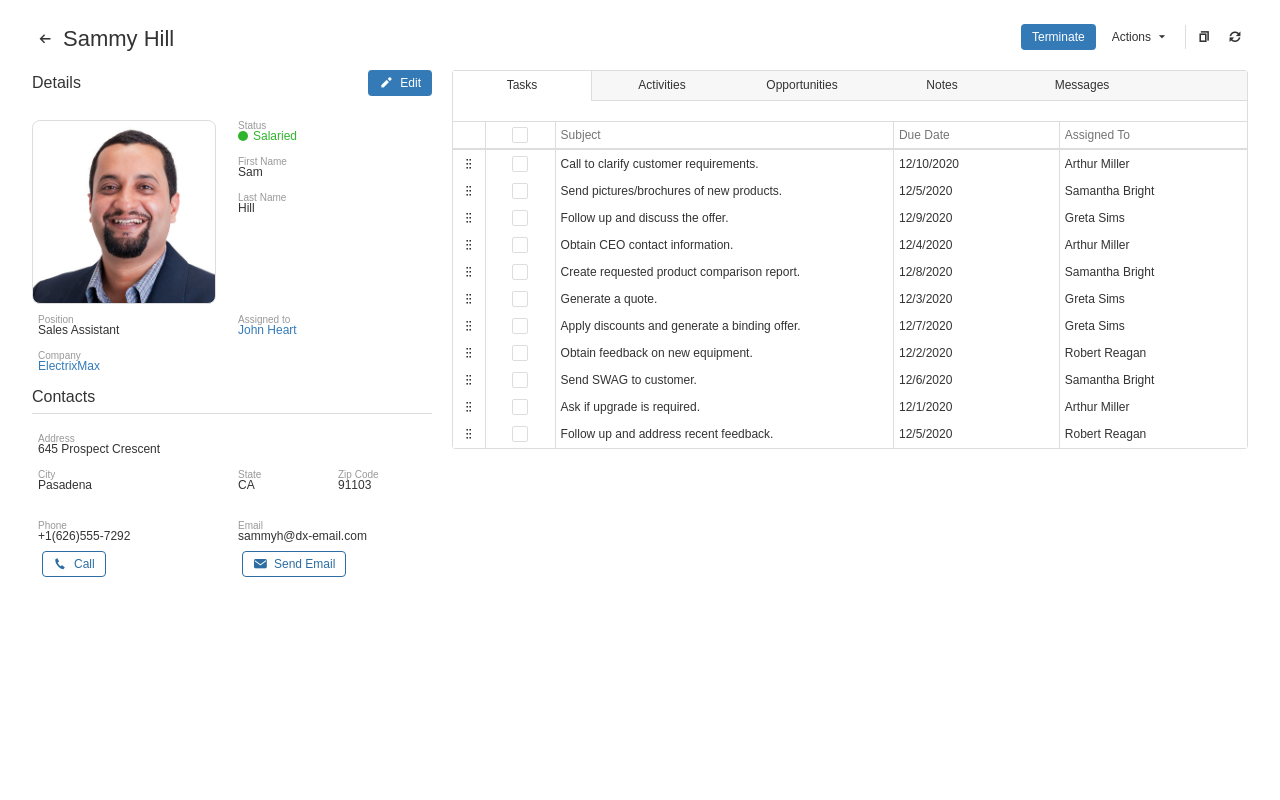 Sammy Hill
Terminate Actions
Details
Edit
Status
Salaried
First Name
Sam
Last Name
Hill
Position
Sales Assistant
Assigned to
John Heart
Company
ElectrixMax
Contacts
Address
645 Prospect Crescent
City State Zip Code
Pasadena CA 91103
Phone Email
+1(626)555-7292 sammyh@dx-email.com
Call Send Email
Tasks Activities Opportunities Notes Messages
Subject Due Date Assigned To
Call to clarify customer requirements. 12/10/2020 Arthur Miller
Send pictures/brochures of new products. 12/5/2020 Samantha Bright
Follow up and discuss the offer. 12/9/2020 Greta Sims
Obtain CEO contact information. 12/4/2020 Arthur Miller
Create requested product comparison report. 12/8/2020 Samantha Bright
Generate a quote. 12/3/2020 Greta Sims
Apply discounts and generate a binding offer. 12/7/2020 Greta Sims
Obtain feedback on new equipment. 12/2/2020 Robert Reagan
Send SWAG to customer. 12/6/2020 Samantha Bright
Ask if upgrade is required. 12/1/2020 Arthur Miller
Follow up and address recent feedback. 12/5/2020 Robert Reagan